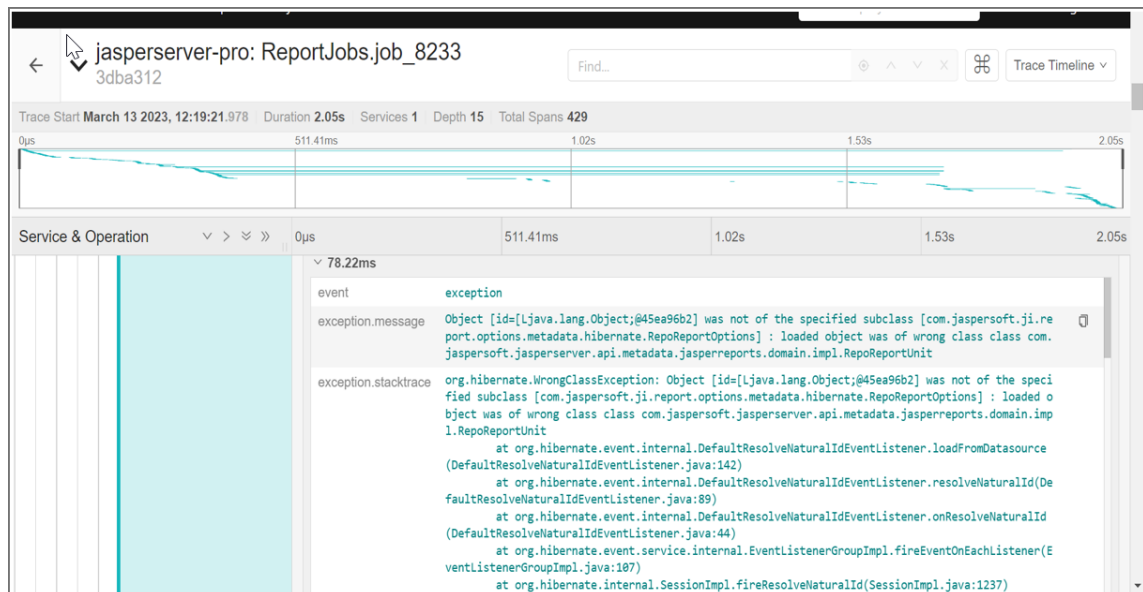 jasperserver-pro: ReportJobs.job_8233
3dba312
Find...
Trace Timeline
Trace Start March 13 2023, 12:19:21.978 Duration 2.05s Services 1 Depth 15 Total Spans 429
0µs 511.41ms 1.02s 1.53s 2.05s
Service & Operation 0µs 511.41ms 1.02s 1.53s 2.05s
78.22ms
event exception
exception.message Object [id=[Ljava.lang.Object;@45ea96b2] was not of the specified subclass [com.jaspersoft.ji.re
port.options.metadata.hibernate.RepoReportOptions] : loaded object was of wrong class class com.
jaspersoft.jasperserver.api.metadata.jasperreports.domain.impl.RepoReportUnit
exception.stacktrace org.hibernate.WrongClassException: Object [id=[Ljava.lang.Object;@45ea96b2] was not of the speci
fied subclass [com.jaspersoft.ji.report.options.metadata.hibernate.RepoReportOptions] : loaded o
bject was of wrong class class com.jaspersoft.jasperserver.api.metadata.jasperreports.domain.imp
l.RepoReportUnit
at org.hibernate.event.internal.DefaultResolveNaturalIdEventListener.loadFromDatasource
(DefaultResolveNaturalIdEventListener.java:142)
at org.hibernate.event.internal.DefaultResolveNaturalIdEventListener.resolveNaturalId(De
faultResolveNaturalIdEventListener.java:89)
at org.hibernate.event.internal.DefaultResolveNaturalIdEventListener.onResolveNaturalId
(DefaultResolveNaturalIdEventListener.java:44)
at org.hibernate.event.service.internal.EventListenerGroupImpl.fireEventOnEachListener(E
ventListenerGroupImpl.java:107)
at org.hibernate.internal.SessionImpl.fireResolveNaturalId(SessionImpl.java:1237)